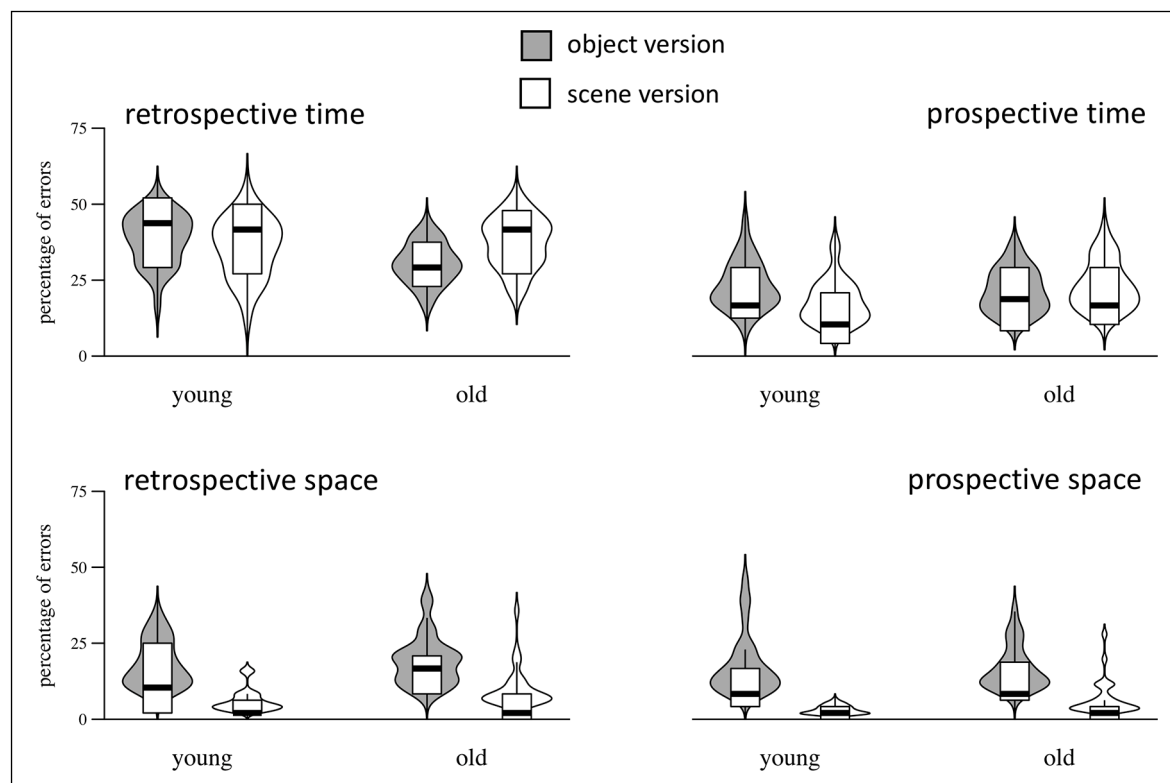 object version
scene version
retrospective time
prospective time
percentage of errors
75
50
25
0
young
old
young
old
retrospective space
prospective space
percentage of errors
75
50
25
0
young
old
young
old